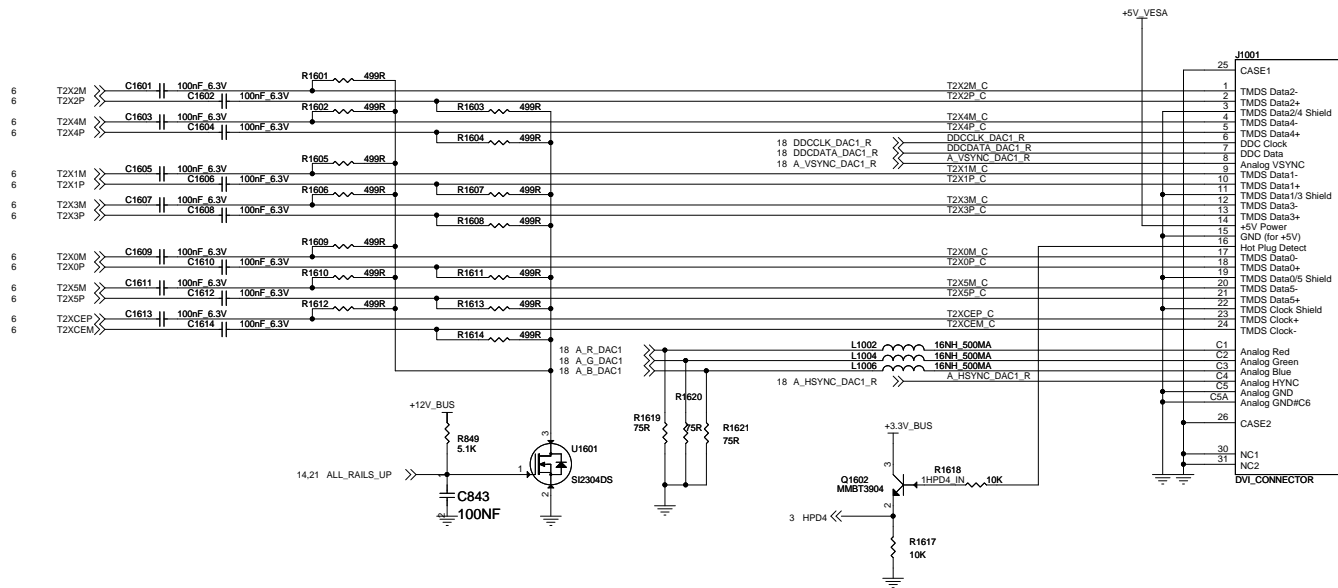 +5V_VESA
J1001
25 CASE1
R1601 499R
6 T2X2M C1601 100nF_6.3V T2X2M_C 1 TMDS Data2-
6 T2X2P C1602 100nF_6.3V T2X2P_C 2 TMDS Data2+
R1602 499R R1603 499R 3 TMDS Data2/4 Shield
6 T2X4M C1603 100nF_6.3V T2X4M_C 4 TMDS Data4-
6 T2X4P C1604 100nF_6.3V T2X4P_C 5 TMDS Data4+
R1604 499R 18 DDCCLK_DAC1_R DDCCLK_DAC1_R 6 DDC Clock
18 DDCDATA_DAC1_R DDCDATA_DAC1_R 7 DDC Data
R1605 499R 18 A_VSYNC_DAC1_R A_VSYNC_DAC1_R 8 Analog VSYNC
6 T2X1M C1605 100nF_6.3V T2X1M_C 9 TMDS Data1-
6 T2X1P C1606 100nF_6.3V T2X1P_C 10 TMDS Data1+
R1606 499R R1607 499R 11 TMDS Data1/3 Shield
6 T2X3M C1607 100nF_6.3V T2X3M_C 12 TMDS Data3-
6 T2X3P C1608 100nF_6.3V T2X3P_C 13 TMDS Data3+
R1608 499R 14 +5V Power
15 GND (for +5V)
R1609 499R 16 Hot Plug Detect
6 T2X0M C1609 100nF_6.3V T2X0M_C 17 TMDS Data0-
6 T2X0P C1610 100nF_6.3V T2X0P_C 18 TMDS Data0+
R1610 499R R1611 499R 19 TMDS Data0/5 Shield
6 T2X5M C1611 100nF_6.3V T2X5M_C 20 TMDS Data5-
6 T2X5P C1612 100nF_6.3V T2X5P_C 21 TMDS Data5+
R1612 499R R1613 499R 22 TMDS Clock Shield
6 T2XCEP C1613 100nF_6.3V T2XCEP_C 23 TMDS Clock+
6 T2XCEM C1614 100nF_6.3V T2XCEM_C 24 TMDS Clock-
R1614 499R
18 A_R_DAC1 L1002 16NH_500MA C1 Analog Red
18 A_G_DAC1 L1004 16NH_500MA C2 Analog Green
18 A_B_DAC1 L1006 16NH_500MA C3 Analog Blue
18 A_HSYNC_DAC1_R A_HSYNC_DAC1_R C4 Analog HYNC
C5 Analog GND
C5A Analog GND#C6
26 CASE2
30 NC1
31 NC2
DVI_CONNECTOR
+12V_BUS
R849
5.1K
14,21 ALL_RAILS_UP
C843
100NF
2
1
3
2
U1601
SI2304DS
R1619
75R
R1620
75R
R1621
75R
+3.3V_BUS
3
Q1602
MMBT3904
2
1 HPD4_IN
R1618
10K
3 HPD4
R1617
10K